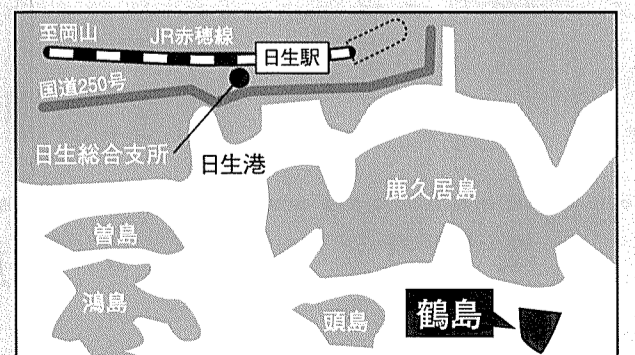 至岡山
JR赤穂線
日生駅
国道250号
日生総合支所
日生港
鹿久居島
曽島
鴻島
頭島
鶴島